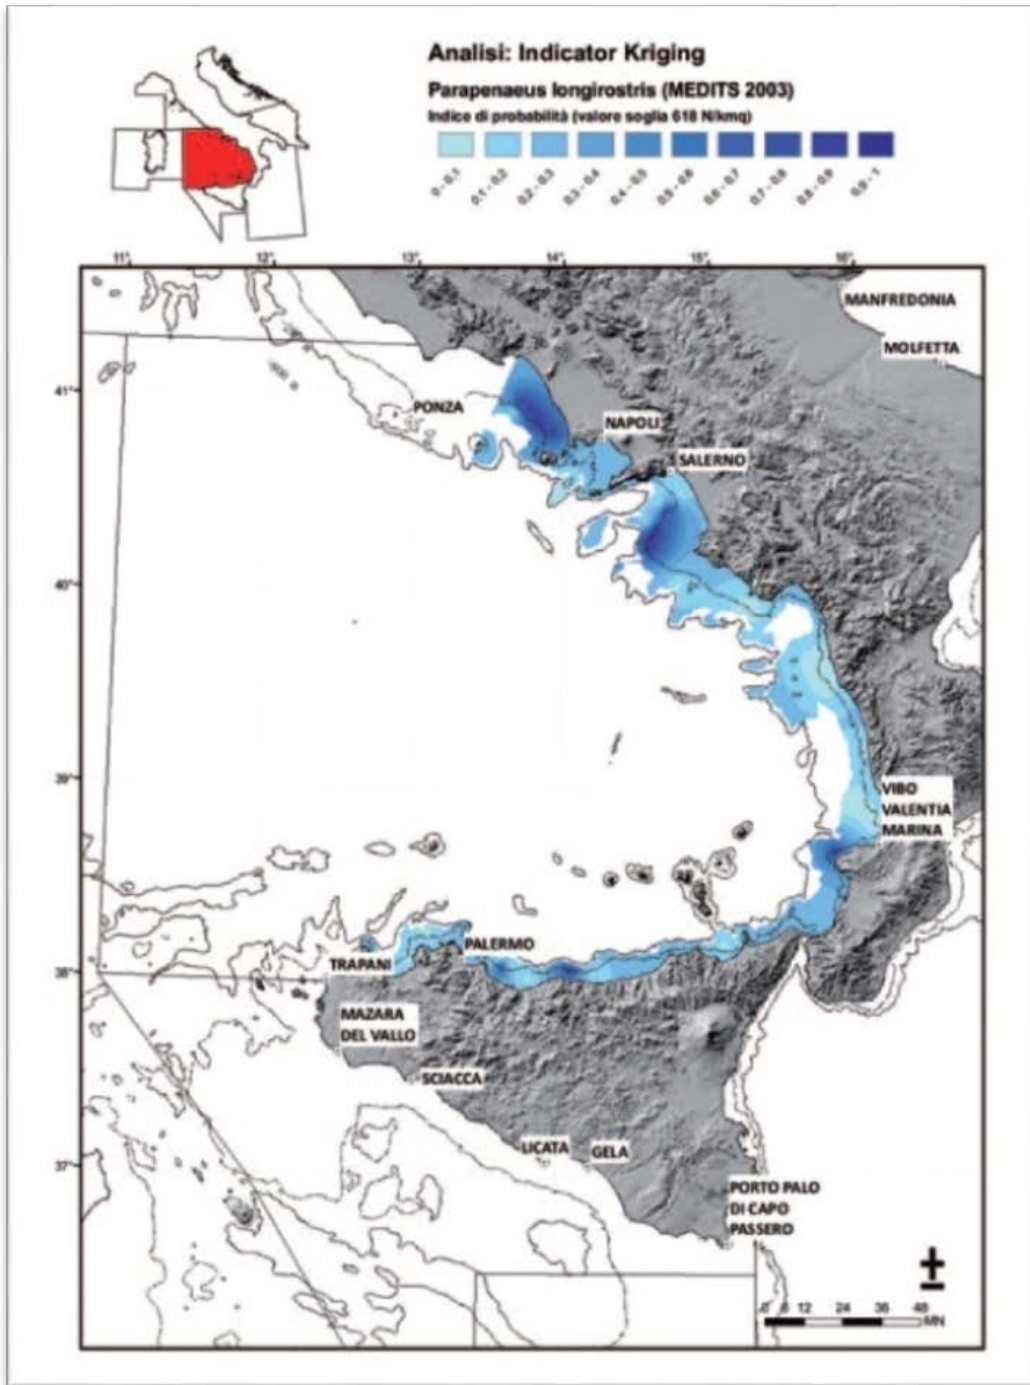 Analisi: Indicator Kriging
Parapenaeus longirostris (MEDITS 2003)
Indice di probabilità (valore soglia 618 N/kmq)
0 - 0,1
0,1 - 0,2
0,2 - 0,3
0,3 - 0,4
0,4 - 0,5
0,5 - 0,6
0,6 - 0,7
0,7 - 0,8
0,8 - 0,9
0,9 - 1
11° 12° 13° 14° 15° 16°
MANFREDONIA
MOLFETTA
41°
PONZA
NAPOLI
SALERNO
40°
39°
VIBO
VALENTIA
MARINA
PALERMO
TRAPANI
38°
MAZARA
DEL VALLO
SCIACCA
LICATA
GELA
37°
PORTO PALO
DI CAPO
PASSERO
0 6 12 24 36 48
MN